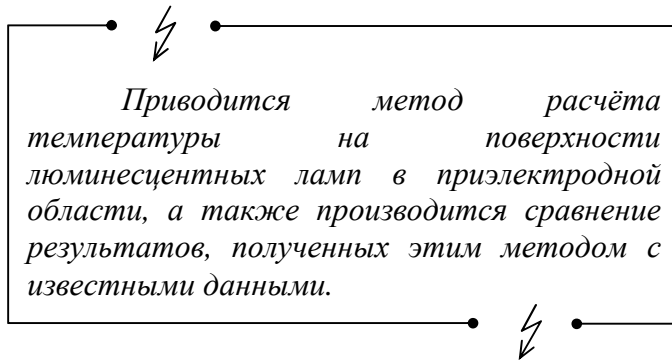 Приводится метод расчёта
температуры на поверхности
люминесцентных ламп в приэлектродной
области, а также производится сравнение
результатов, полученных этим методом с
известными данными.